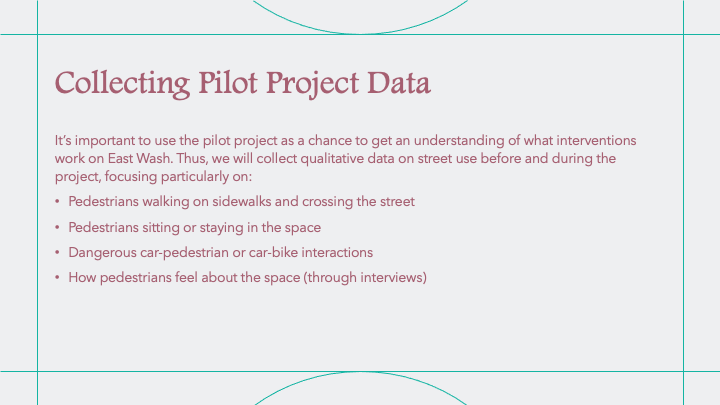 Collecting Pilot Project Data
It’s important to use the pilot project as a chance to get an understanding of what interventions
work on East Wash. Thus, we will collect qualitative data on street use before and during the
project, focusing particularly on:
• Pedestrians walking on sidewalks and crossing the street
• Pedestrians sitting or staying in the space
• Dangerous car-pedestrian or car-bike interactions
• How pedestrians feel about the space (through interviews)